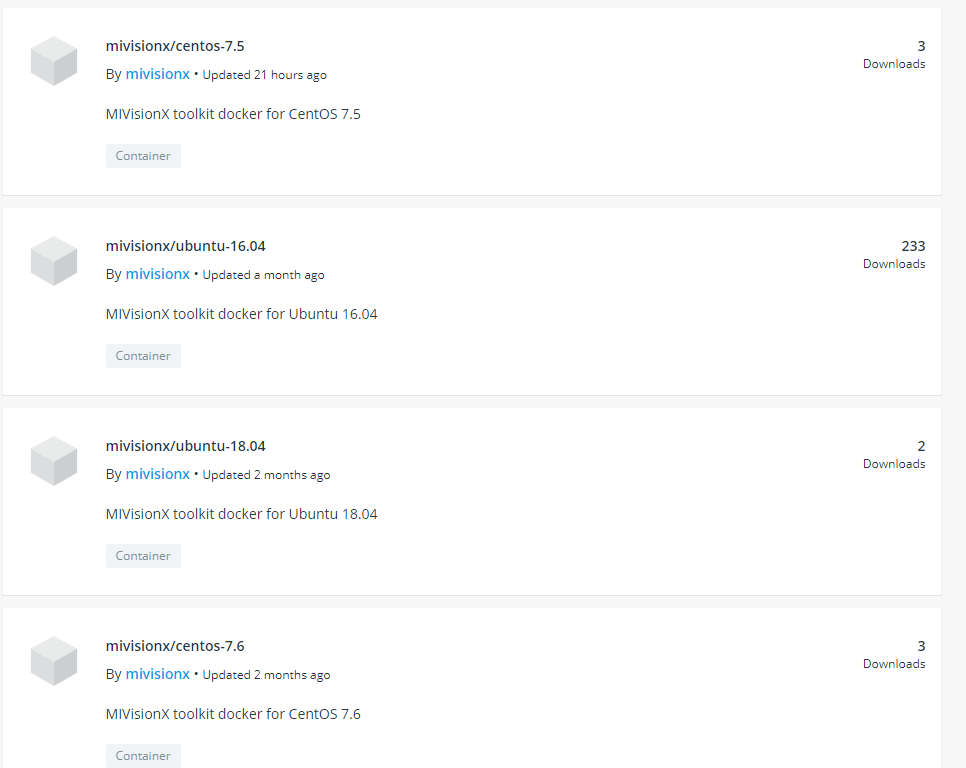 mivisionx/centos-7.5
3
By mivisionx • Updated 21 hours ago
Downloads
MIVisionX toolkit docker for CentOS 7.5
Container
mivisionx/ubuntu-16.04
233
By mivisionx • Updated a month ago
Downloads
MIVisionX toolkit docker for Ubuntu 16.04
Container
mivisionx/ubuntu-18.04
2
By mivisionx • Updated 2 months ago
Downloads
MIVisionX toolkit docker for Ubuntu 18.04
Container
mivisionx/centos-7.6
3
By mivisionx • Updated 2 months ago
Downloads
MIVisionX toolkit docker for CentOS 7.6
Container